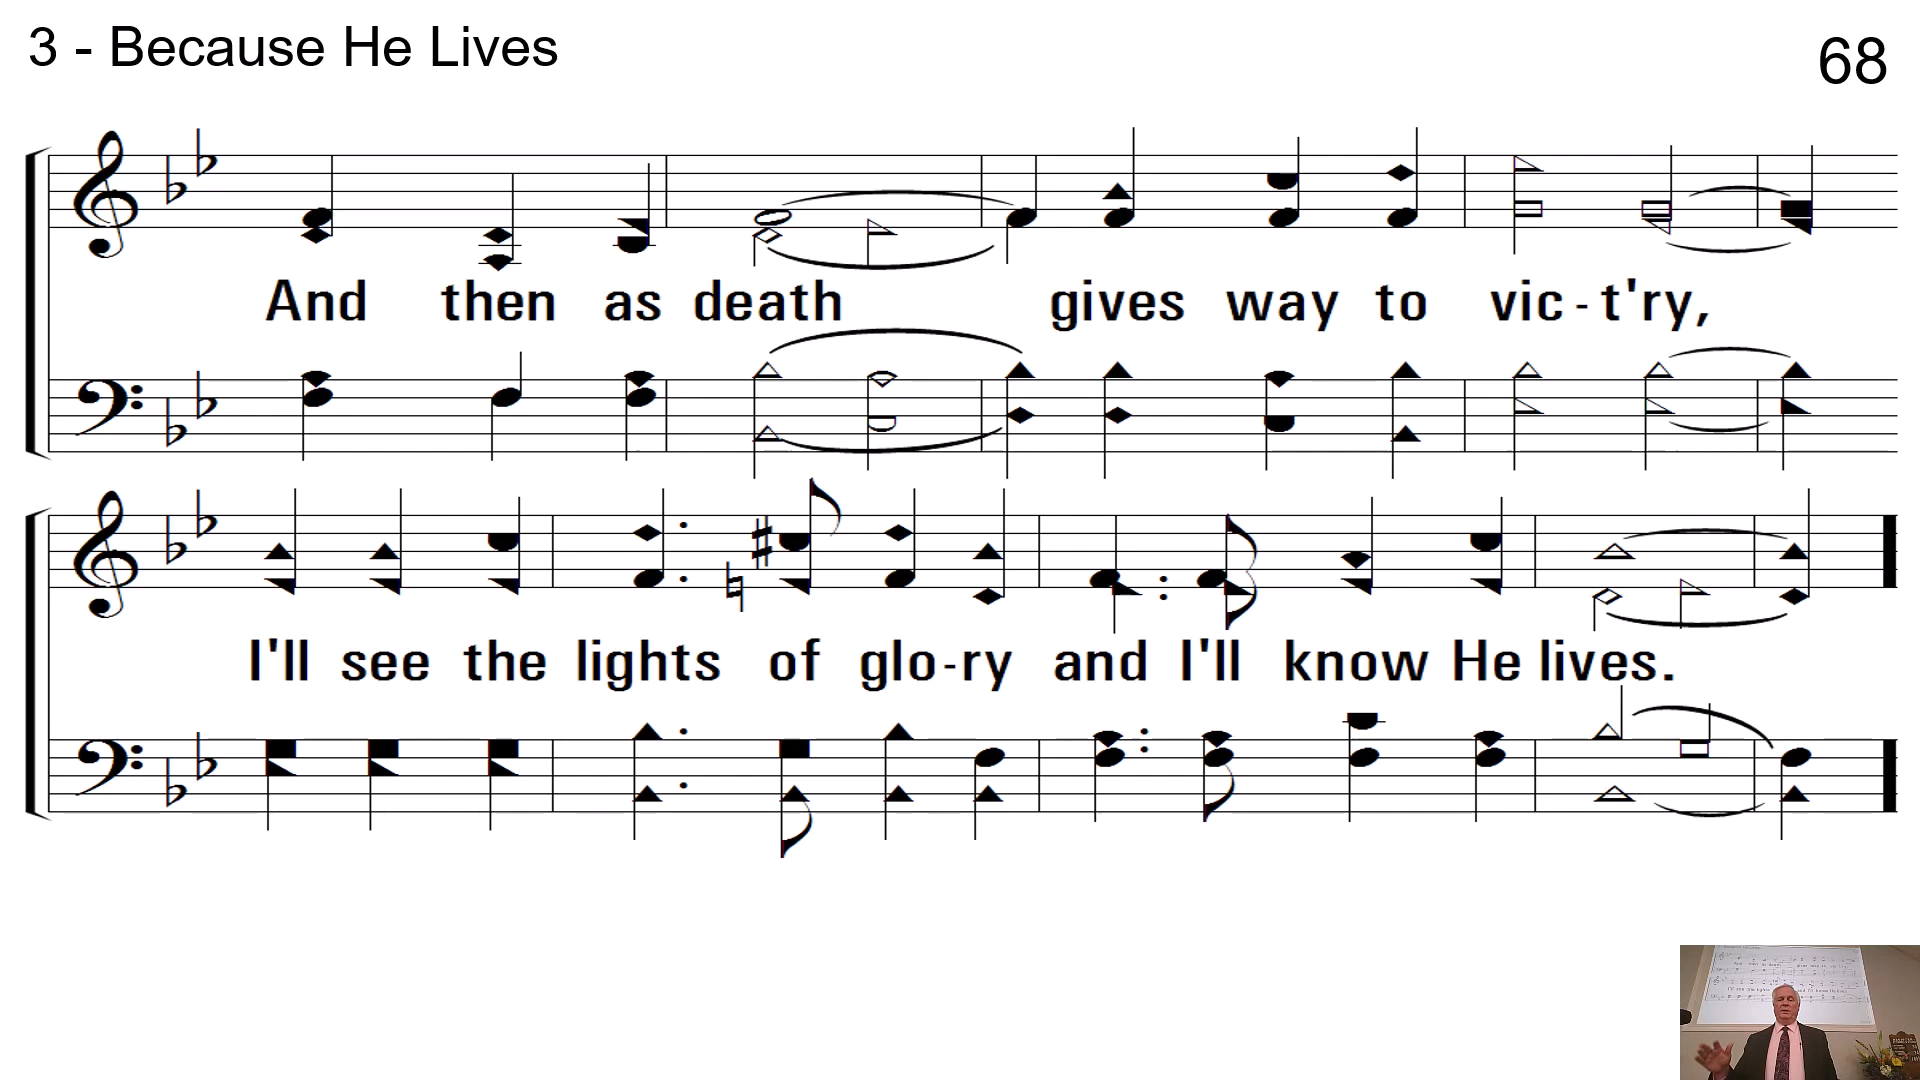 3 - Because He Lives
68
And then as death gives way to vic - t'ry,
I'll see the lights of glo - ry and I'll know He lives.